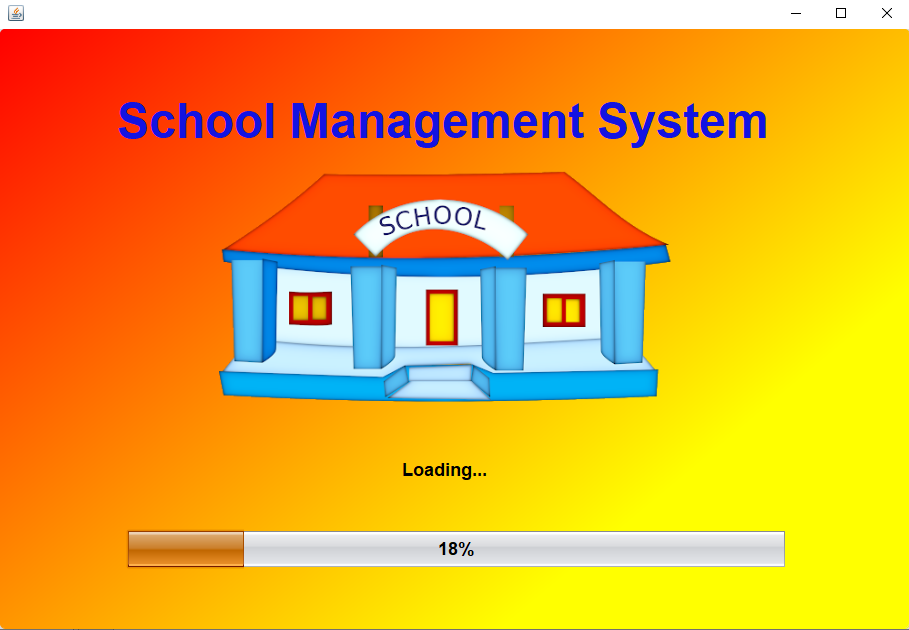 School Management System
SCHOOL
Loading...
18%